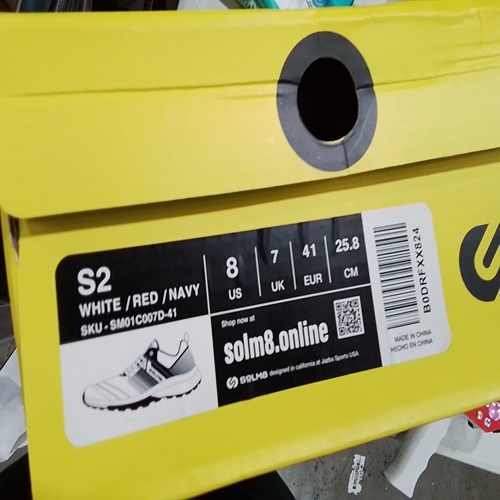 S2
WHITE / RED / NAVY
SKU - SM01C007D-41
8 US
7 UK
41 EUR
25.8 CM
Shop now at
solm8.online
SOLM8 designed in california at Jazba Sports USA
B0DRFXX824
MADE IN CHINA
HECHO EN CHINA